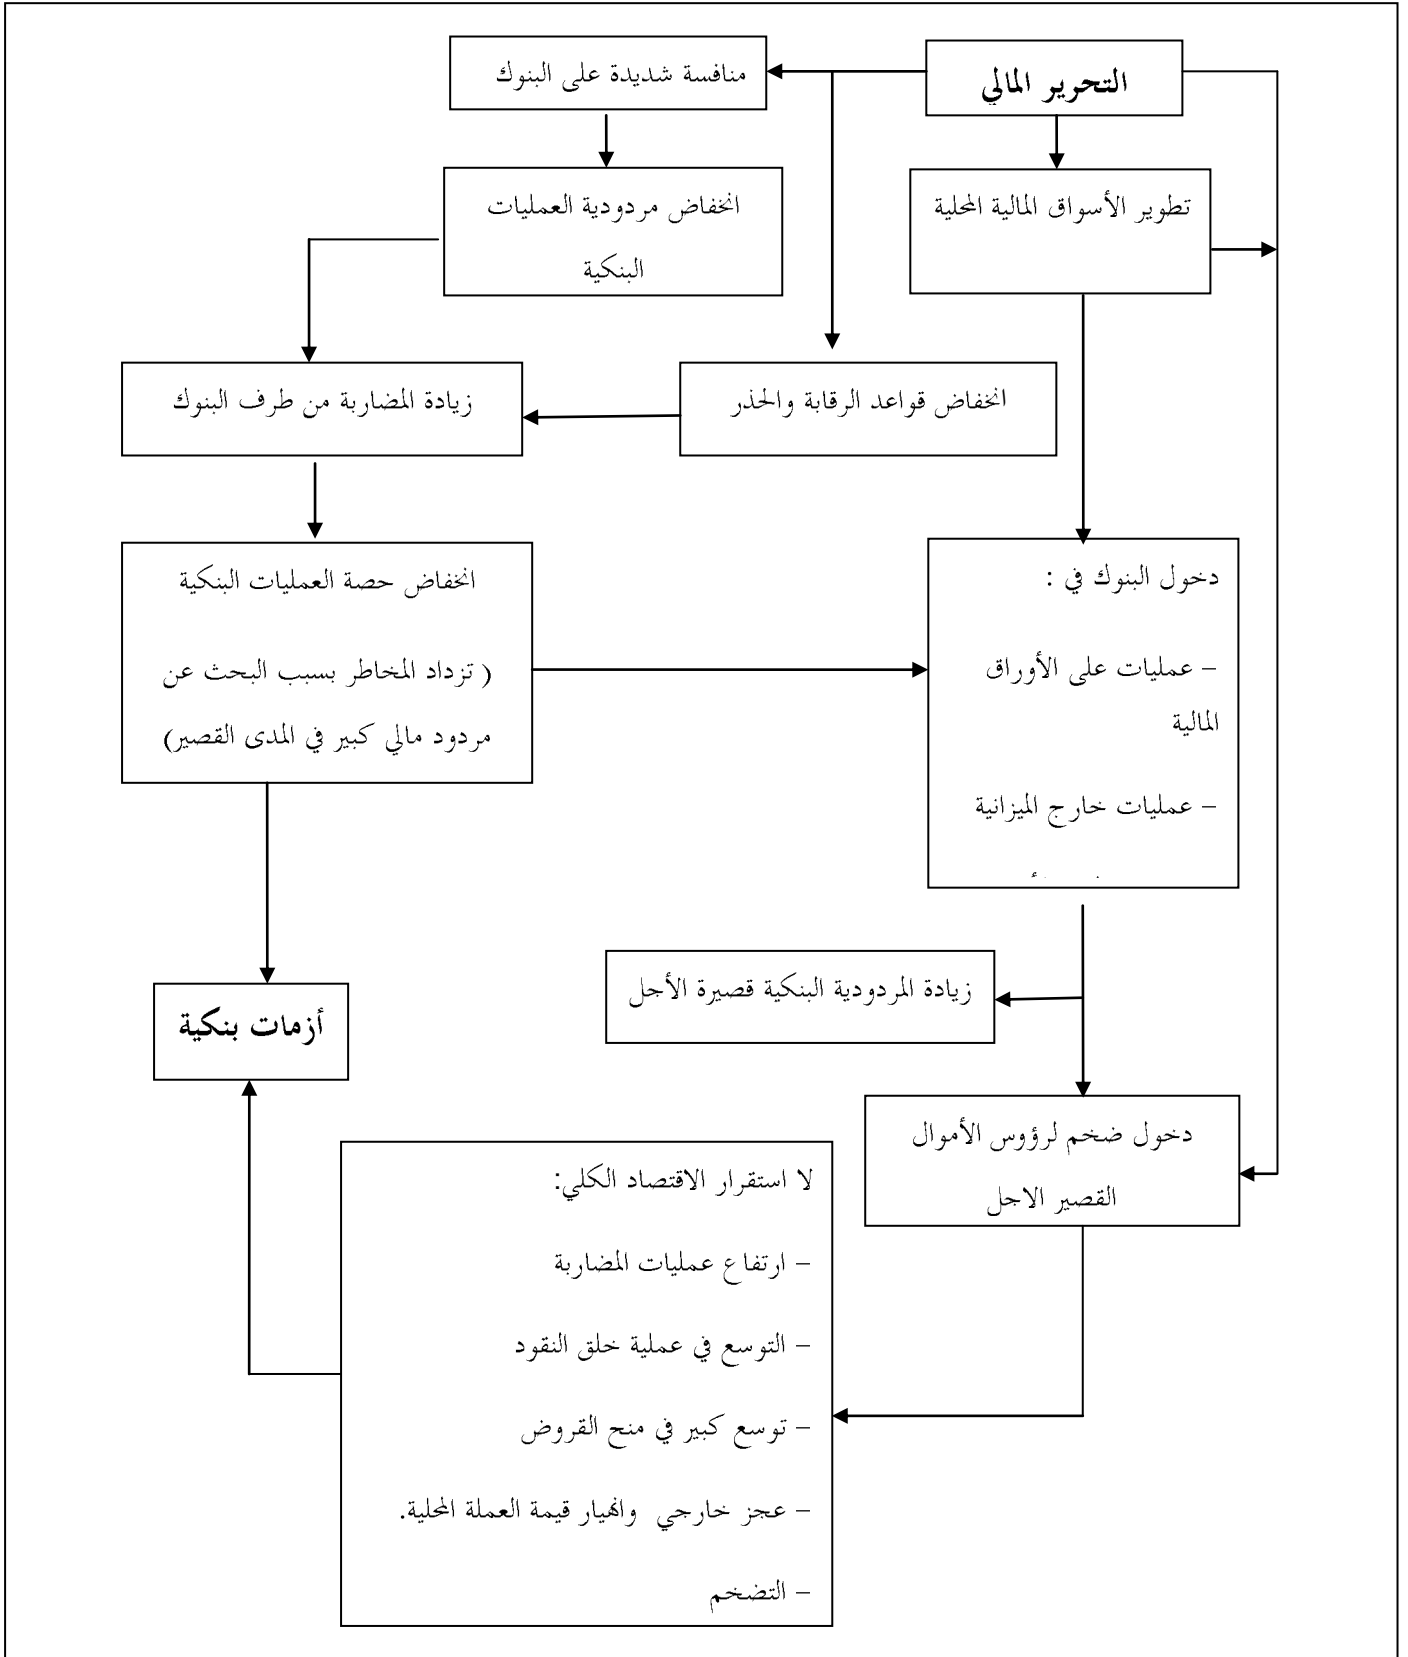 التحرير المالي
منافسة شديدة على البنوك
تطوير الأسواق المالية المحلية
انخفاض مردودية العمليات
البنكية
انخفاض قواعد الرقابة والحذر
زيادة المضاربة من طرف البنوك
دخول البنوك في :
– عمليات على الأوراق
المالية
– عمليات خارج الميزانية
انخفاض حصة العمليات البنكية
( تزداد المخاطر بسبب البحث عن
مردود مالي كبير في المدى القصير)
زيادة المردودية البنكية قصيرة الأجل
أزمات بنكية
دخول ضخم لرؤوس الأموال
القصير الاجل
لا استقرار الاقتصاد الكلي:
– ارتفاع عمليات المضاربة
– التوسع في عملية خلق النقود
– توسع كبير في منح القروض
– عجز خارجي وانهيار قيمة العملة المحلية.
– التضخم